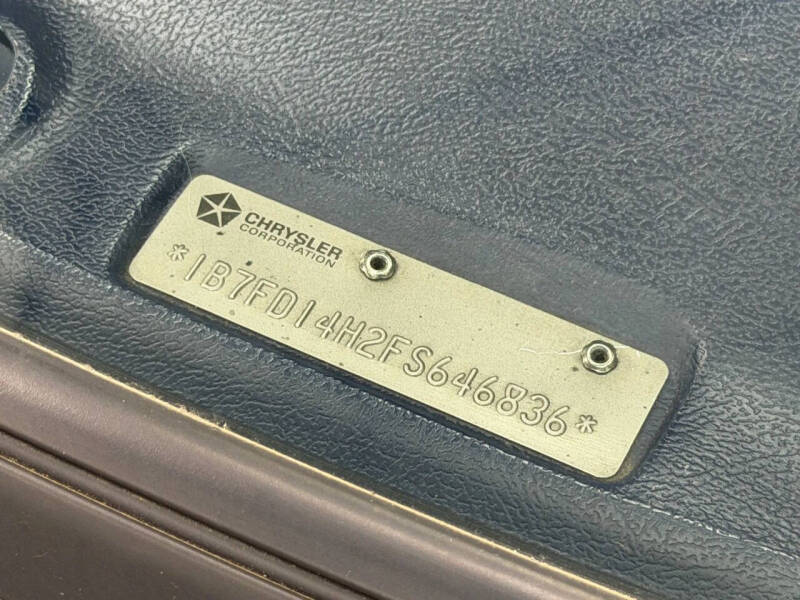 CHRYSLER
CORPORATION
*1B7FD14H2FS646836*